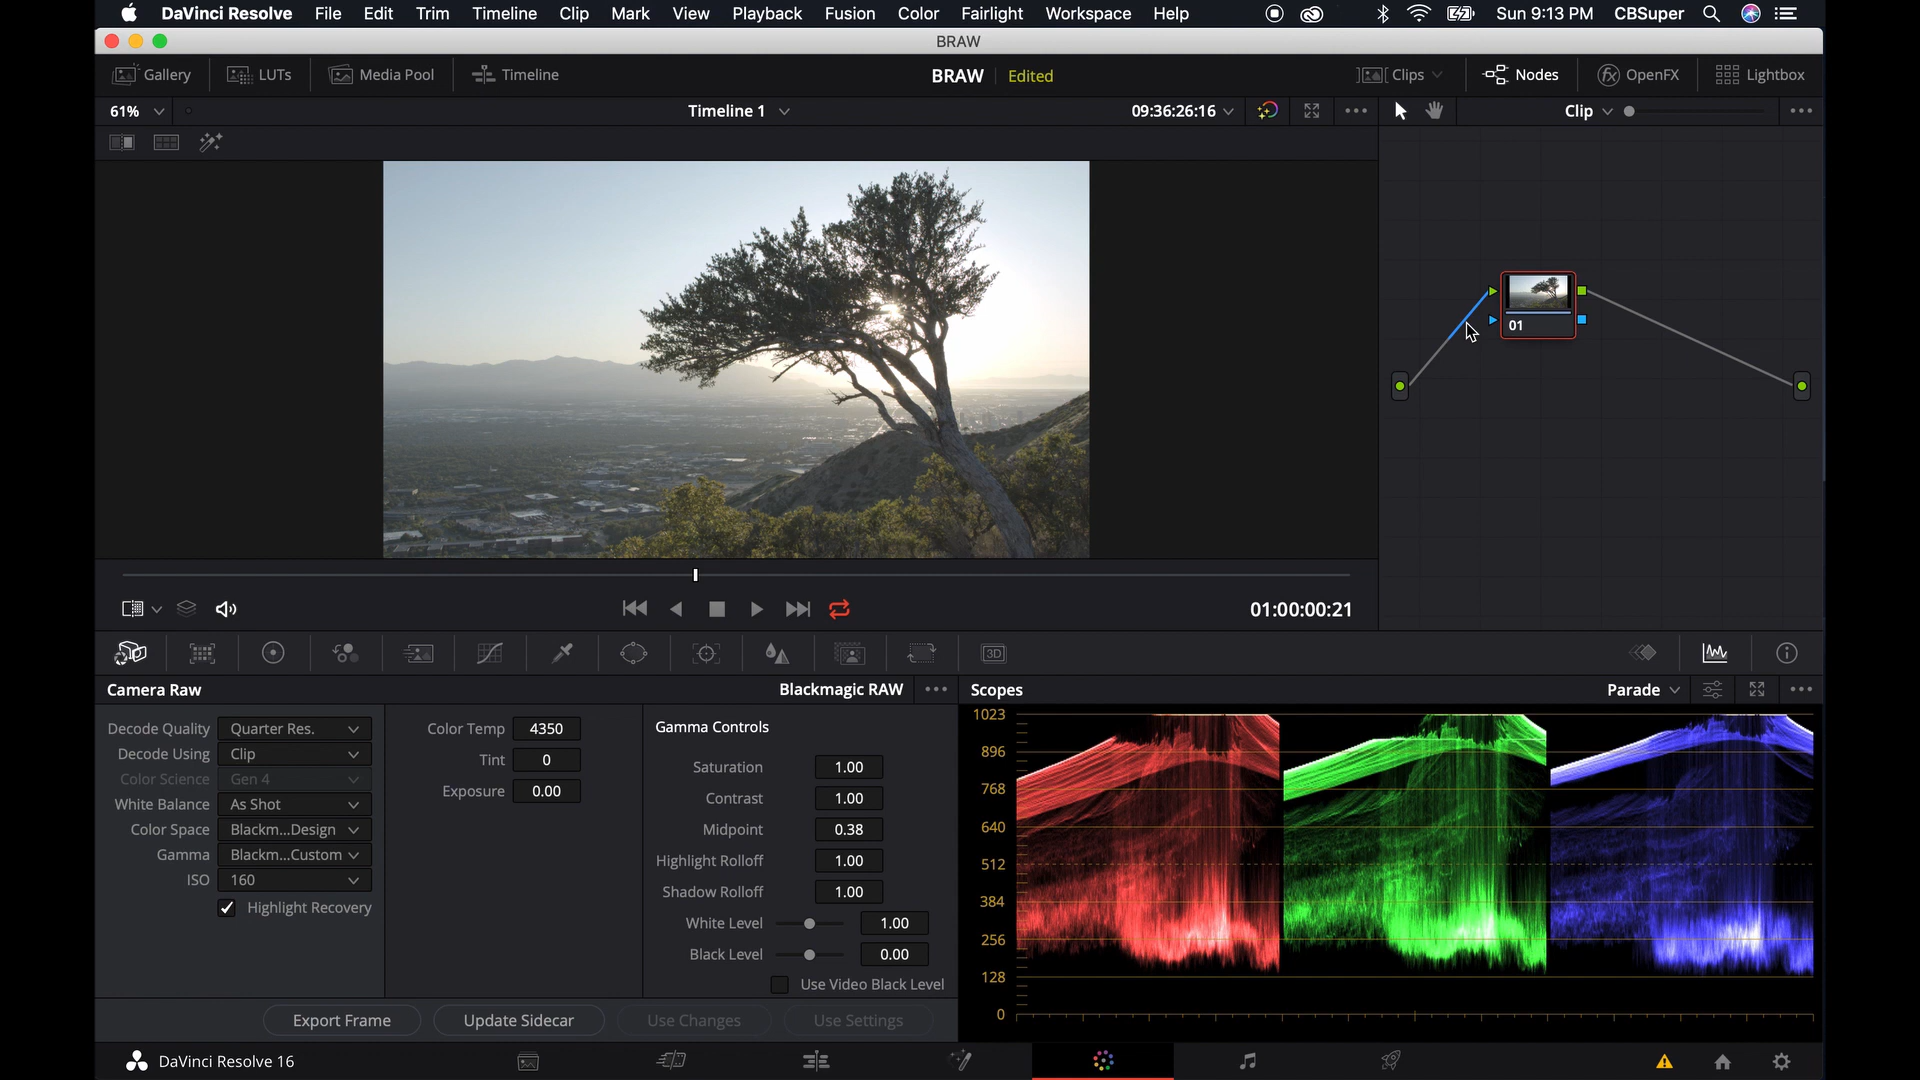 DaVinci Resolve File Edit Trim Timeline Clip Mark View Playback Fusion Color Fairlight Workspace Help Sun 9:13 PM CBSuper
BRAW
Gallery LUTs Media Pool Timeline BRAW Edited Clips Nodes OpenFX Lightbox
61% Timeline 1 09:36:26:16 Clip
01
01:00:00:21
3D
Camera Raw Blackmagic RAW Scopes Parade
Decode Quality Quarter Res.
Decode Using Clip
Color Science Gen 4
White Balance As Shot
Color Space Blackm...Design
Gamma Blackm...Custom
ISO 160
Highlight Recovery
Color Temp 4350
Tint 0
Exposure 0.00
Gamma Controls
Saturation 1.00
Contrast 1.00
Midpoint 0.38
Highlight Rolloff 1.00
Shadow Rolloff 1.00
White Level 1.00
Black Level 0.00
Use Video Black Level
1023
896
768
640
512
384
256
128
0
Export Frame Update Sidecar Use Changes Use Settings
DaVinci Resolve 16